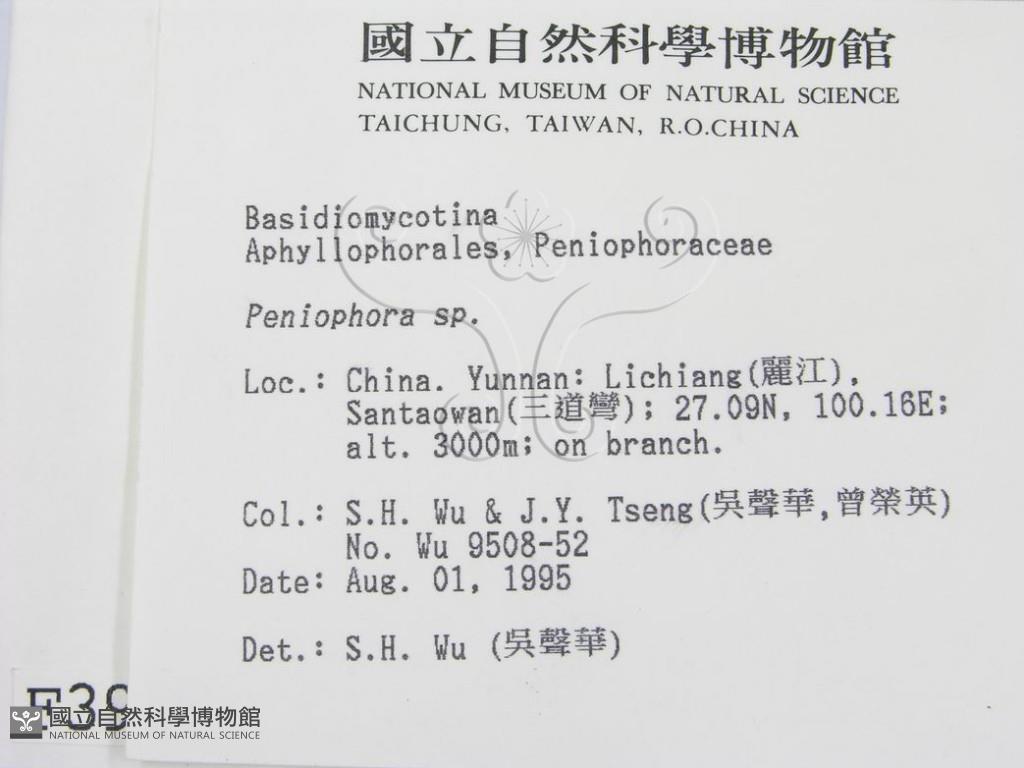 國立自然科學博物館
NATIONAL MUSEUM OF NATURAL SCIENCE
TAICHUNG, TAIWAN, R.O.CHINA
Basidiomycotina
Aphyllophorales, Peniophoraceae
Peniophora sp.
Loc.: China. Yunnan: Lichiang(麗江),
Santaowan(三道灣); 27.09N, 100.16E;
alt. 3000m; on branch.
Col.: S.H. Wu & J.Y. Tseng(吳聲華,曾榮英)
No. Wu 9508-52
Date: Aug. 01, 1995
Det.: S.H. Wu (吳聲華)
F39
國立自然科學博物館
NATIONAL MUSEUM OF NATURAL SCIENCE